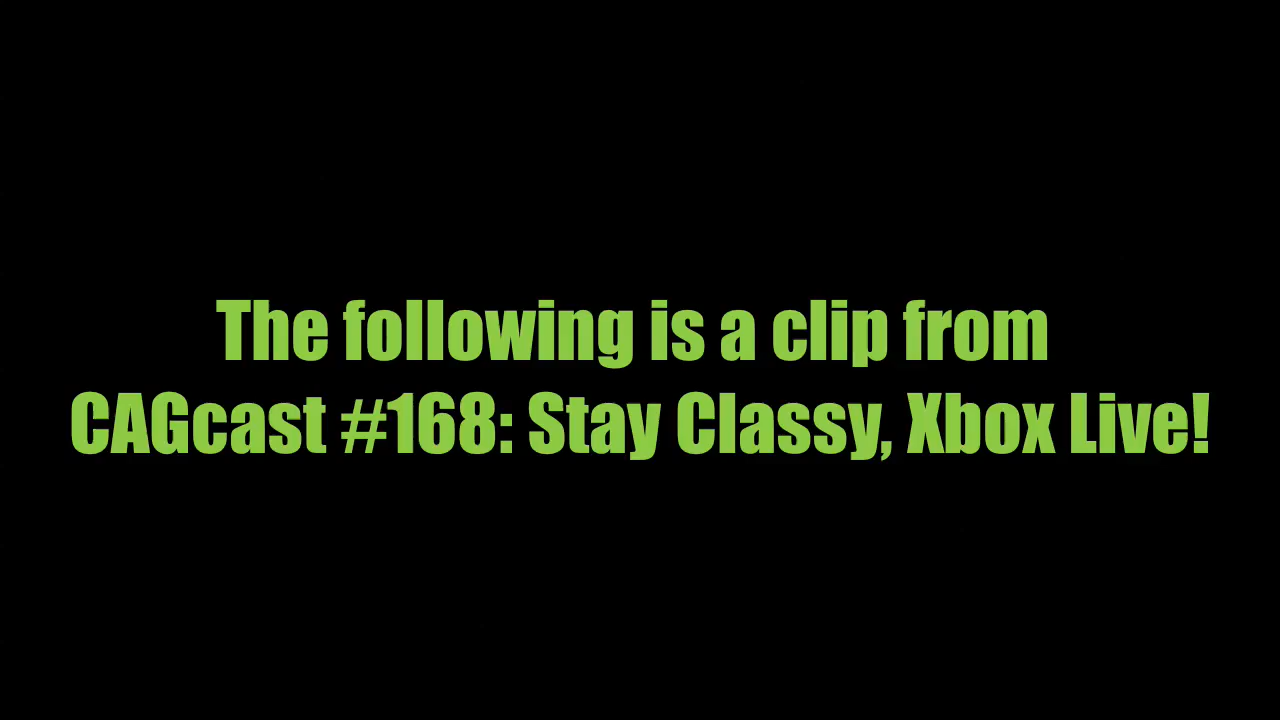 The following is a clip from
CAGcast #168: Stay Classy, Xbox Live!